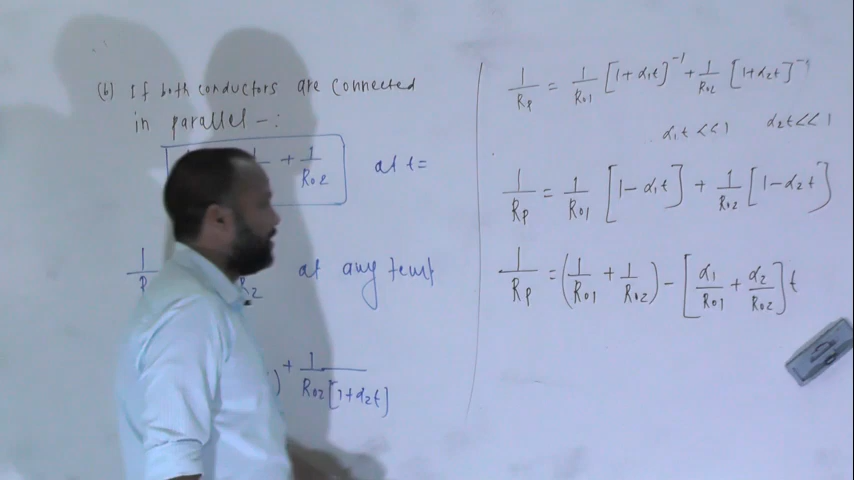 (b) If both conductors are connected
in parallel -:
+ 1/R02 at t=
1/R R2 at any temp
) + 1/R02[1+α2t]
1/Rp = 1/R01 [1+α1t]^-1 + 1/R02 [1+α2t]^-1
α1t <<1 α2t <<1
1/Rp = 1/R01 [1-α1t] + 1/R02 [1-α2t]
1/Rp = (1/R01 + 1/R02) - [α1/R01 + α2/R02] t